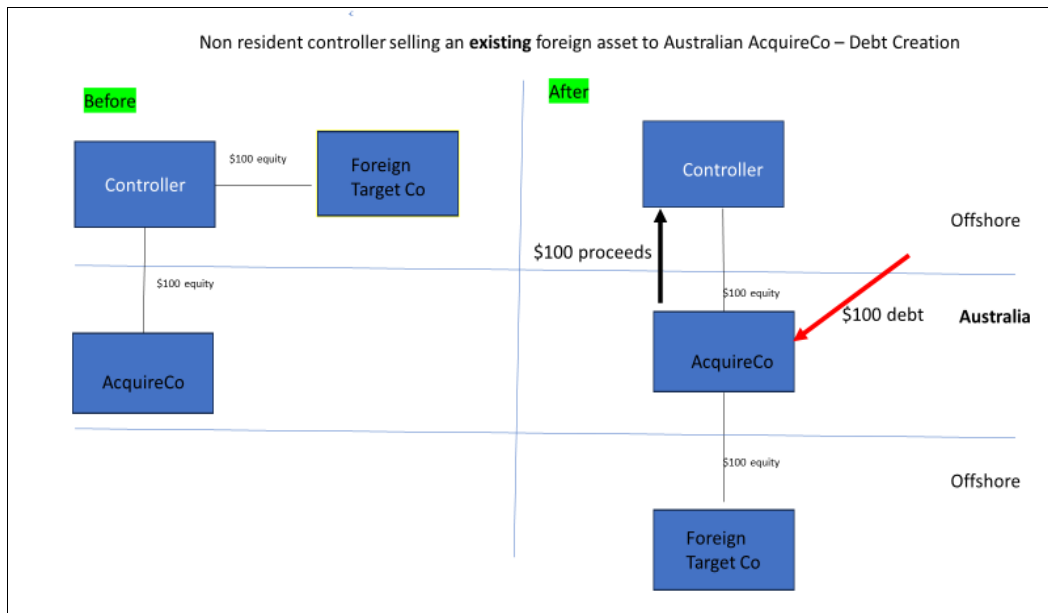 Non resident controller selling an existing foreign asset to Australian AcquireCo – Debt Creation
Before
$100 equity
Controller
Foreign
Target Co
$100 equity
AcquireCo
After
Controller
Offshore
$100 proceeds
$100 equity
$100 debt
Australia
AcquireCo
$100 equity
Offshore
Foreign
Target Co